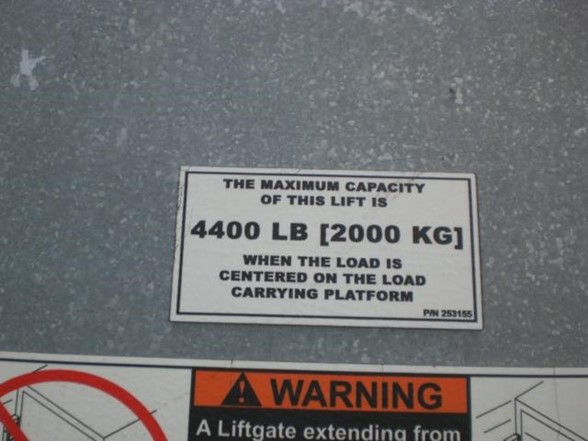 THE MAXIMUM CAPACITY
OF THIS LIFT IS
4400 LB [2000 KG]
WHEN THE LOAD IS
CENTERED ON THE LOAD
CARRYING PLATFORM
P/N 253155
WARNING
A Liftgate extending from